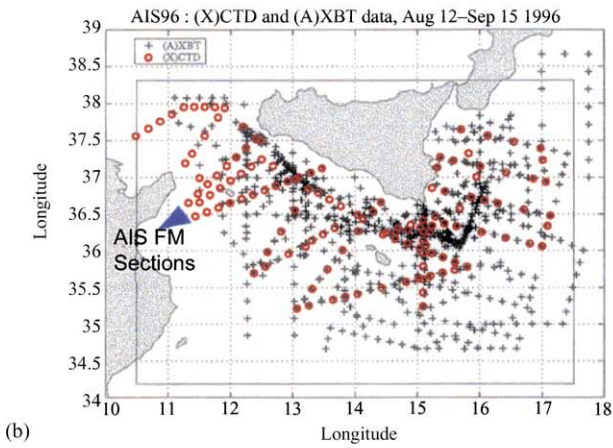 AIS96 : (X)CTD and (A)XBT data, Aug 12–Sep 15 1996
39
(A)XBT
(X)CTD
38.5
38
37.5
37
36.5
36
35.5
35
34.5
34
Longitude
AIS FM
Sections
10 11 12 13 14 15 16 17 18
(b)
Longitude